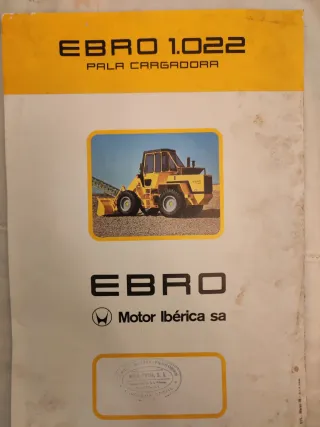 EBRO 1.022
PALA CARGADORA
EBRO
Motor Ibérica sa